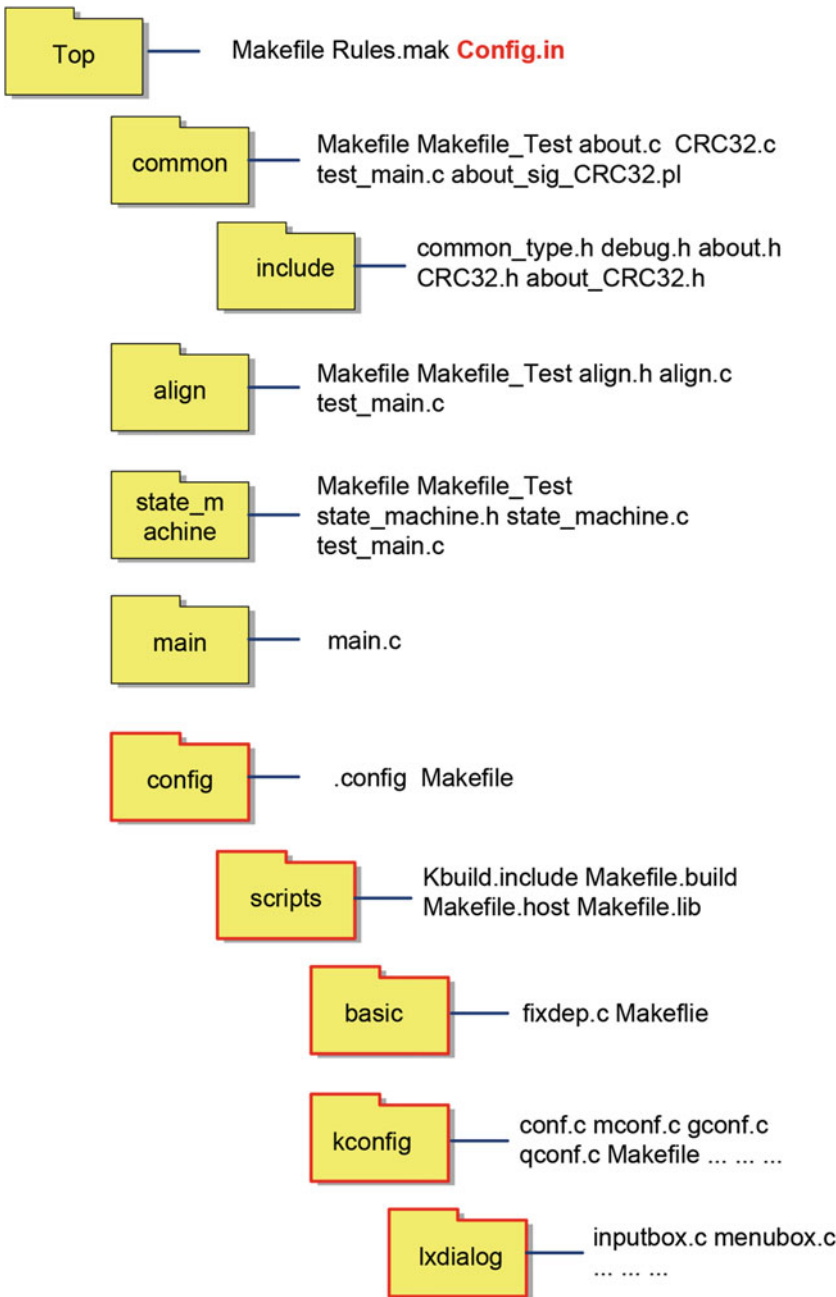 Top
Makefile Rules.mak Config.in
common
Makefile Makefile_Test about.c CRC32.c
test_main.c about_sig_CRC32.pl
include
common_type.h debug.h about.h
CRC32.h about_CRC32.h
align
Makefile Makefile_Test align.h align.c
test_main.c
state_m
achine
Makefile Makefile_Test
state_machine.h state_machine.c
test_main.c
main
main.c
config
.config Makefile
scripts
Kbuild.include Makefile.build
Makefile.host Makefile.lib
basic
fixdep.c Makeflie
kconfig
conf.c mconf.c gconf.c
qconf.c Makefile ... ... ...
lxdialog
inputbox.c menubox.c
... ... ...